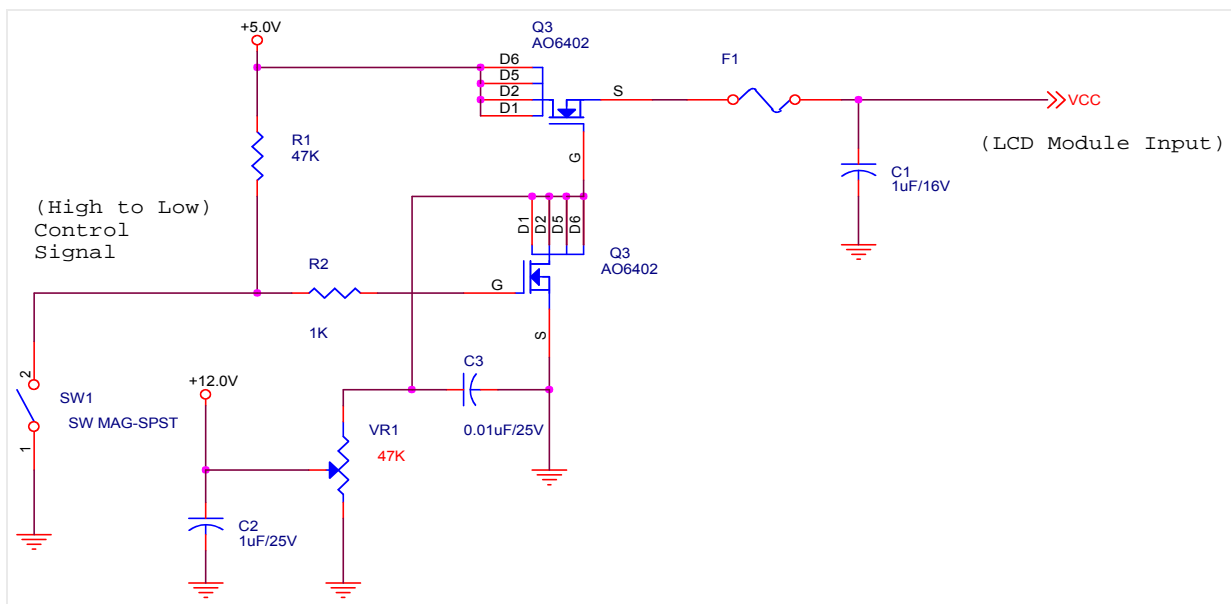 +5.0V
Q3
AO6402
D6
D5
D2
D1
S
G
F1
VCC
(LCD Module Input)
R1
47K
C1
1uF/16V
(High to Low)
Control
Signal
D1
D2
D5
D6
Q3
AO6402
R2
1K
G
S
C3
0.01uF/25V
2
SW1
SW MAG-SPST
1
+12.0V
VR1
47K
C2
1uF/25V